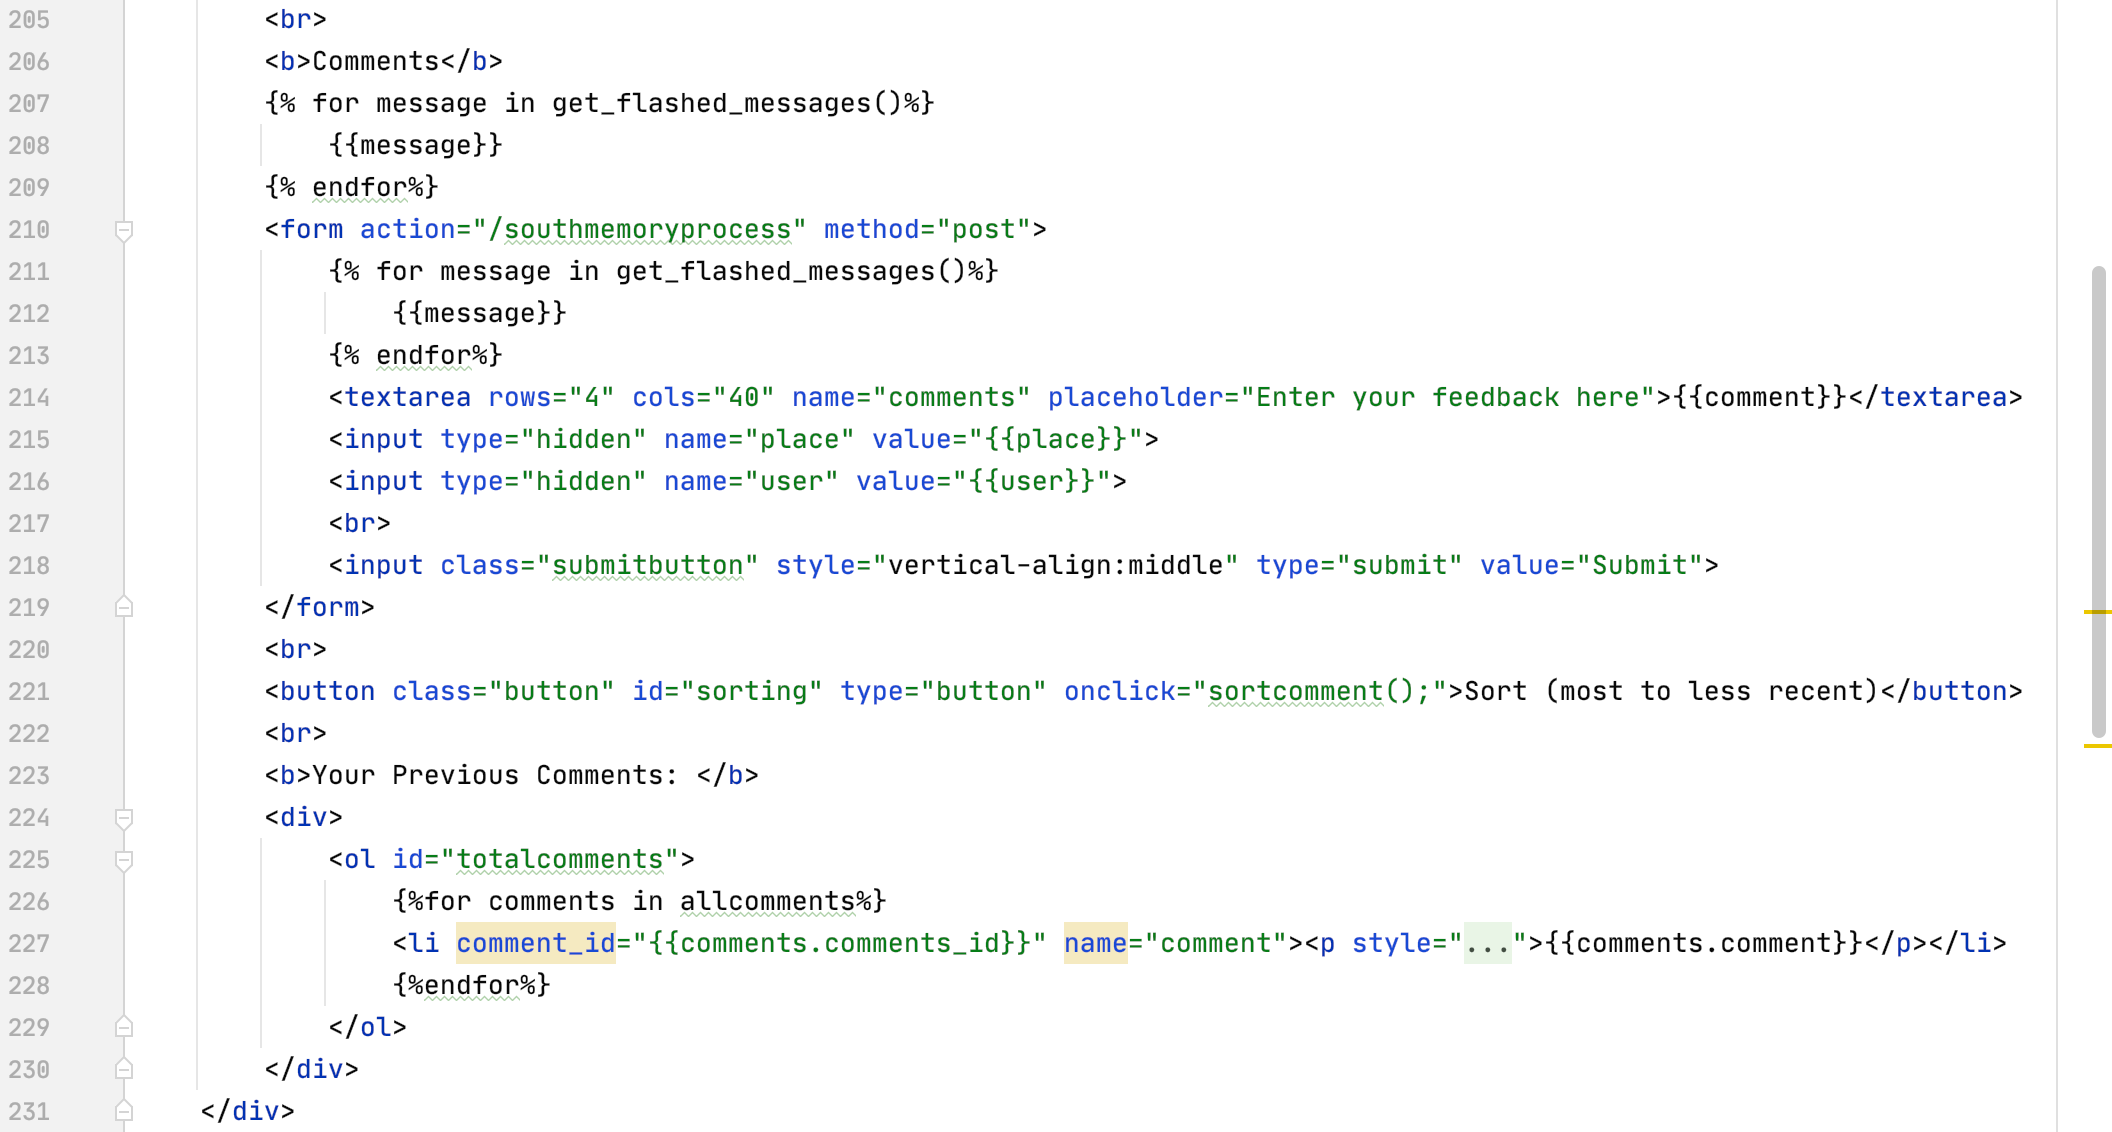 205 <br>
206 <b>Comments</b>
207 {% for message in get_flashed_messages()%}
208 {{message}}
209 {% endfor%}
210 <form action="/southmemoryprocess" method="post">
211 {% for message in get_flashed_messages()%}
212 {{message}}
213 {% endfor%}
214 <textarea rows="4" cols="40" name="comments" placeholder="Enter your feedback here">{{comment}}</textarea>
215 <input type="hidden" name="place" value="{{place}}">
216 <input type="hidden" name="user" value="{{user}}">
217 <br>
218 <input class="submitbutton" style="vertical-align:middle" type="submit" value="Submit">
219 </form>
220 <br>
221 <button class="button" id="sorting" type="button" onclick="sortcomment();">Sort (most to less recent)</button>
222 <br>
223 <b>Your Previous Comments: </b>
224 <div>
225 <ol id="totalcomments">
226 {%for comments in allcomments%}
227 <li comment_id="{{comments.comments_id}}" name="comment"><p style="...">{{comments.comment}}</p></li>
228 {%endfor%}
229 </ol>
230 </div>
231 </div>